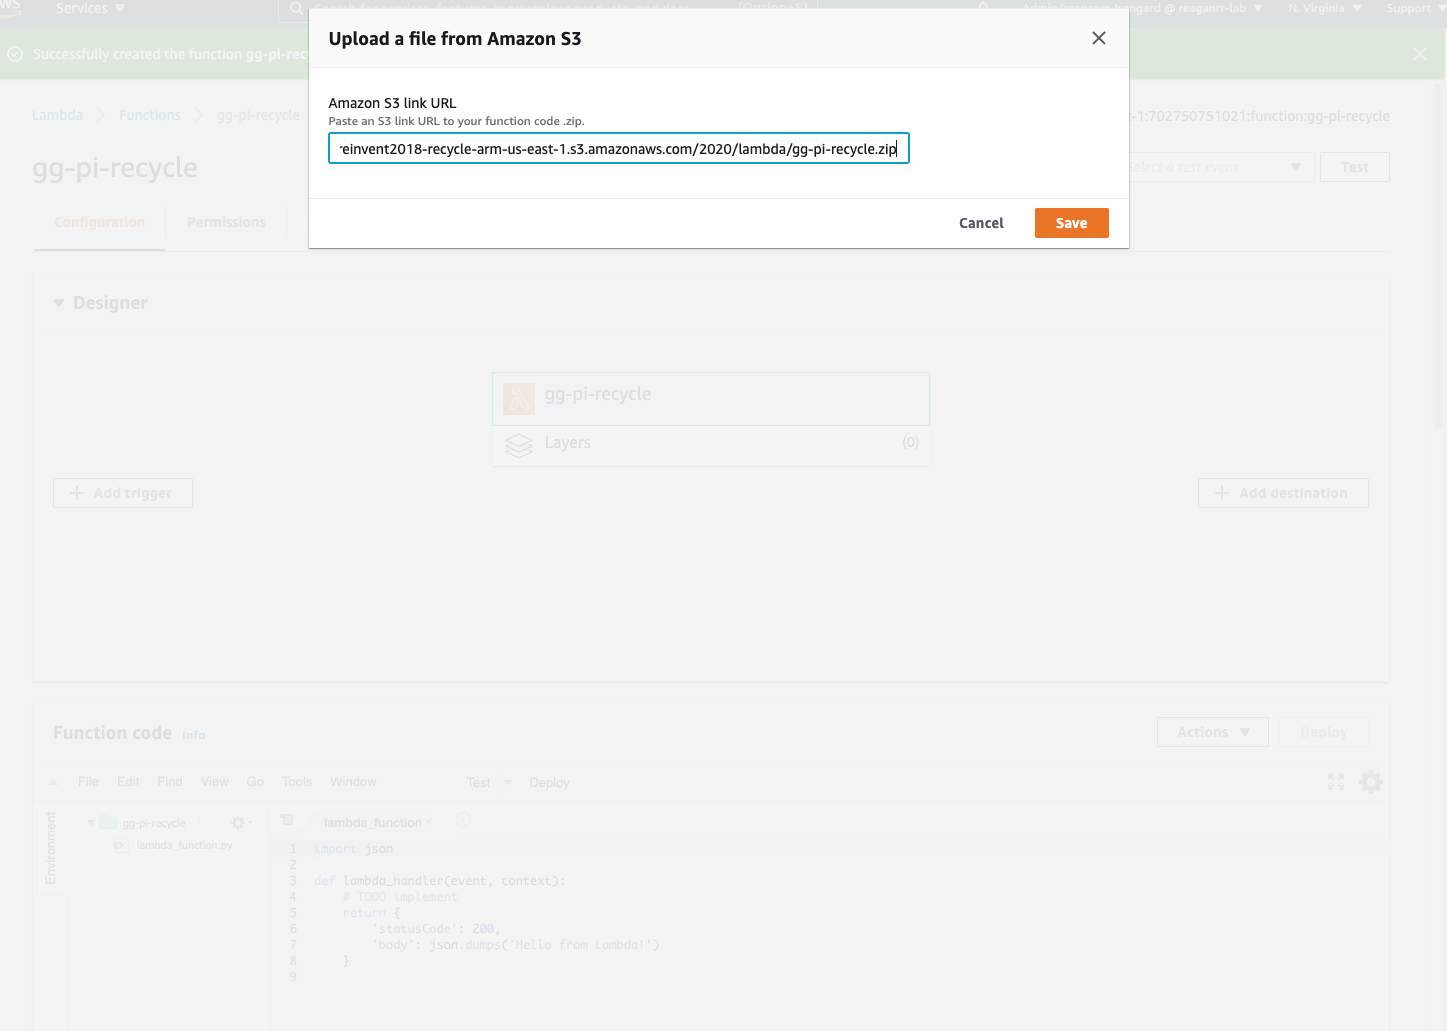 WS
Services
Upload a file from Amazon S3
N. Virginia
Support
Successfully created the function gg-pi-rec
Amazon S3 link URL
Paste an S3 link URL to your function code .zip.
reinvent2018-recycle-arm-us-east-1.s3.amazonaws.com/2020/lambda/gg-pi-recycle.zip
Lambda
Functions
gg-pi-recycle
t-1:702750751021:function:gg-pi-recycle
gg-pi-recycle
Select a test event
Test
Configuration
Permissions
Cancel
Save
Designer
gg-pi-recycle
Layers
(0)
Add trigger
Add destination
Function code Info
Actions
Deploy
File Edit Find View Go Tools Window Test Deploy
Environment
gg-pi-recycle - /
lambda_function.py
lambda_function
1 import json
2
3 def lambda_handler(event, context):
4 # TODO implement
5 return {
6 'statusCode': 200,
7 'body': json.dumps('Hello from Lambda!')
8 }
9